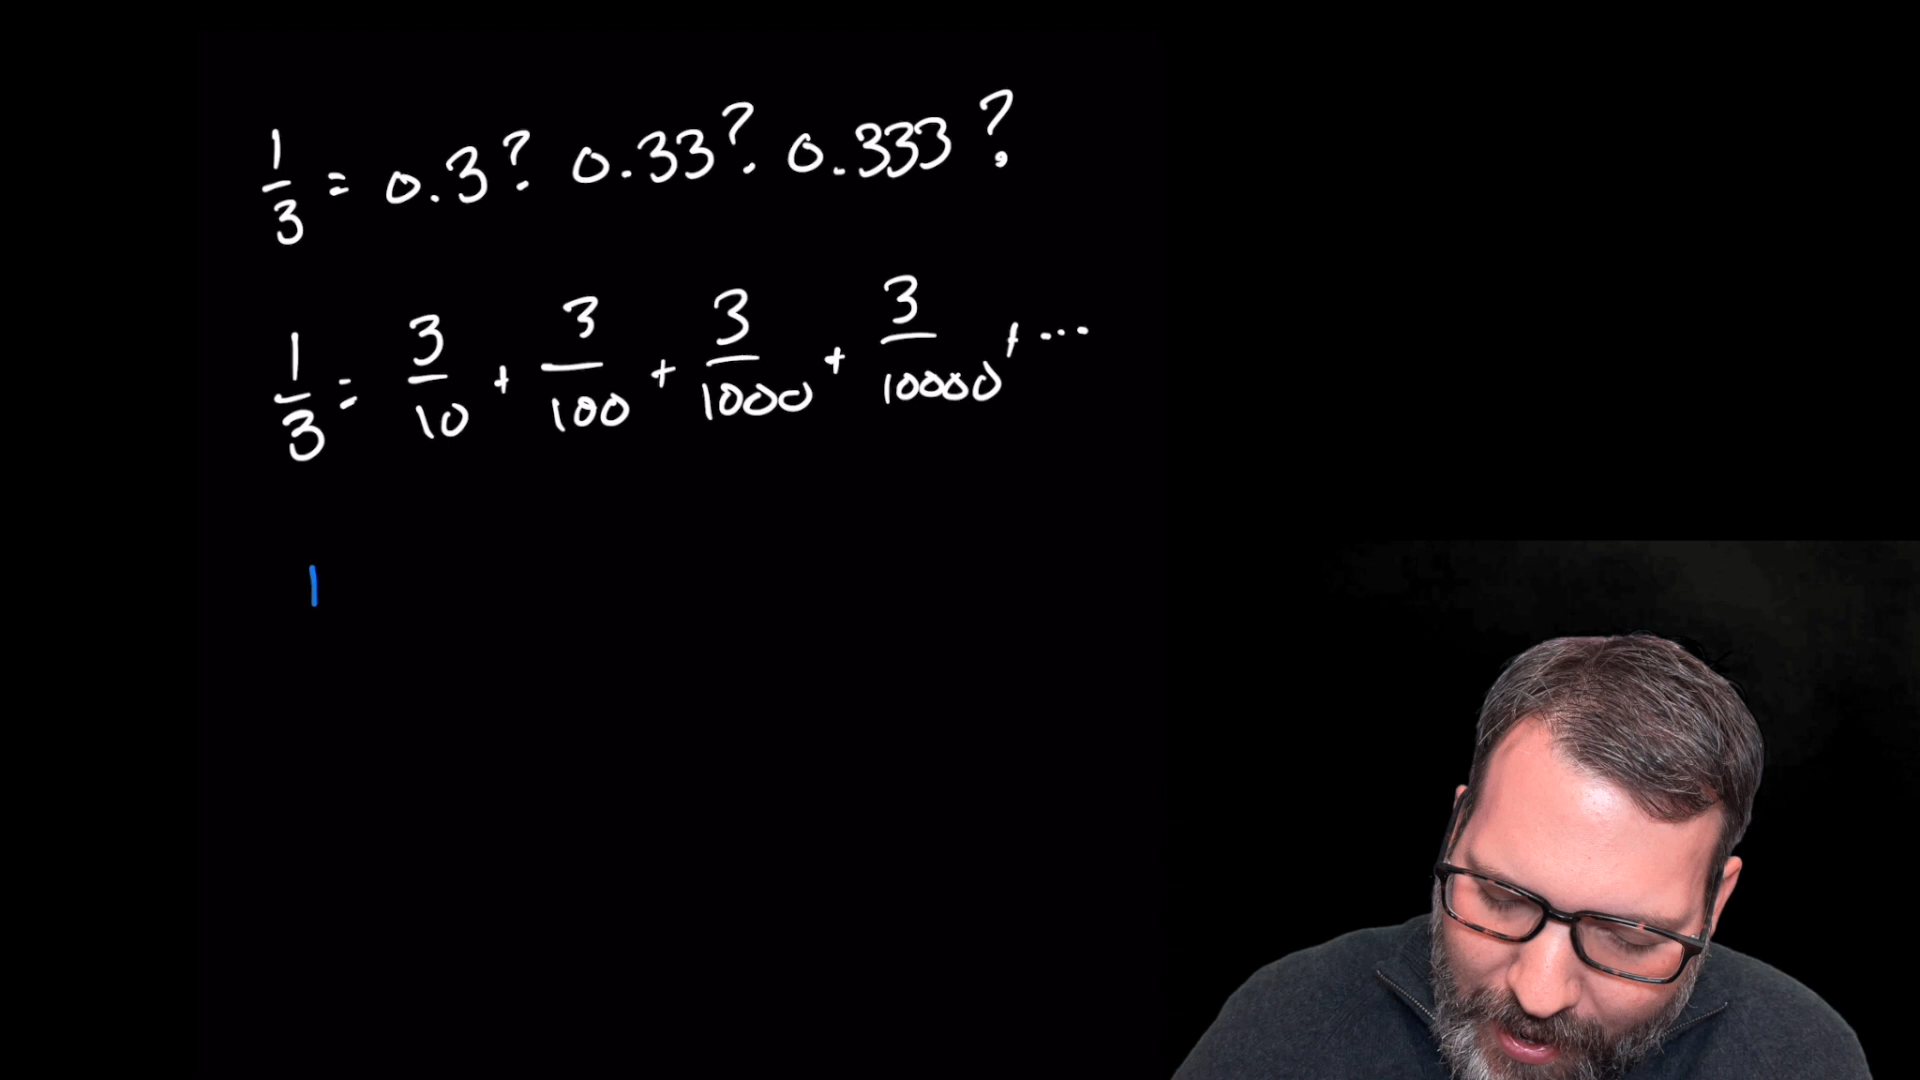 1/3 = 0.3? 0.33? 0.333?
1/3 = 3/10 + 3/100 + 3/1000 + 3/10000 + ...
1